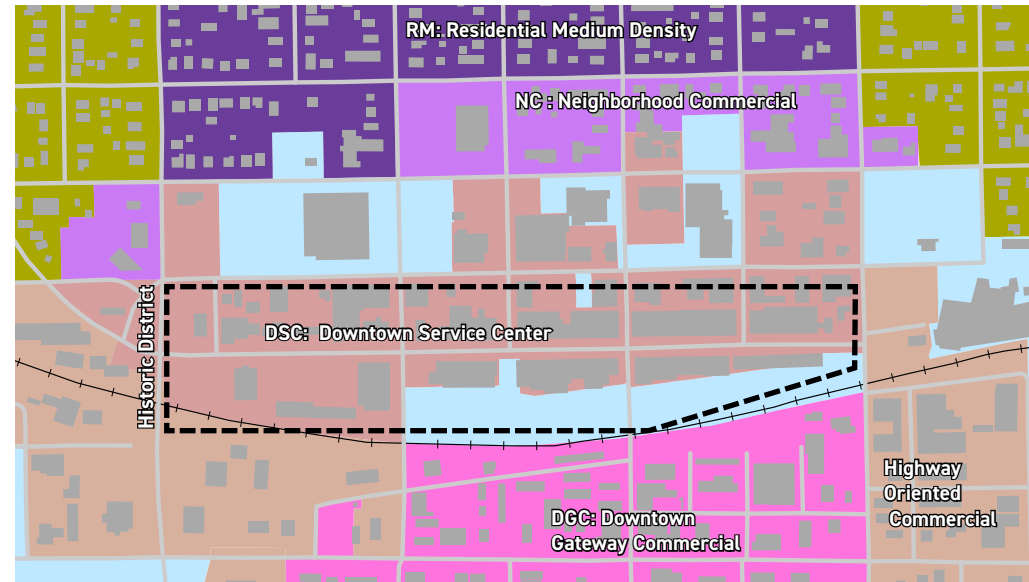 RM: Residential Medium Density
NC : Neighborhood Commercial
Historic District
DSC: Downtown Service Center
Highway
Oriented
Commercial
DGC: Downtown
Gateway Commercial